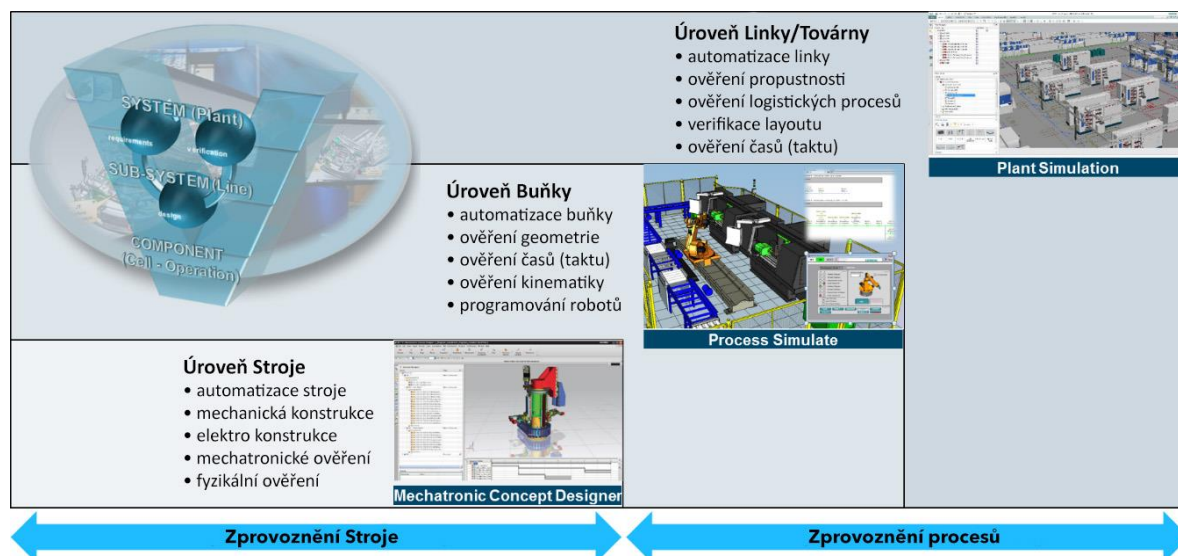 SYSTEM (Plant)
requirements
verification
SUB-SYSTEM (Line)
design
COMPONENT
(Cell - Operation)
Úroveň Linky/Továrny
• automatizace linky
• ověření propustnosti
• ověření logistických procesů
• verifikace layoutu
• ověření časů (taktu)
Plant Simulation
Úroveň Buňky
• automatizace buňky
• ověření geometrie
• ověření časů (taktu)
• ověření kinematiky
• programování robotů
Process Simulate
Úroveň Stroje
• automatizace stroje
• mechanická konstrukce
• elektro konstrukce
• mechatronické ověření
• fyzikální ověření
Mechatronic Concept Designer
Zprovoznění Stroje
Zprovoznění procesů